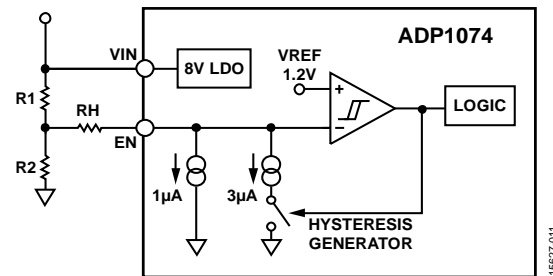 ADP1074
VIN
8V LDO
VREF
1.2V
R1
RH
+
LOGIC
EN
−
R2
1µA
3µA
HYSTERESIS
GENERATOR
15637-011